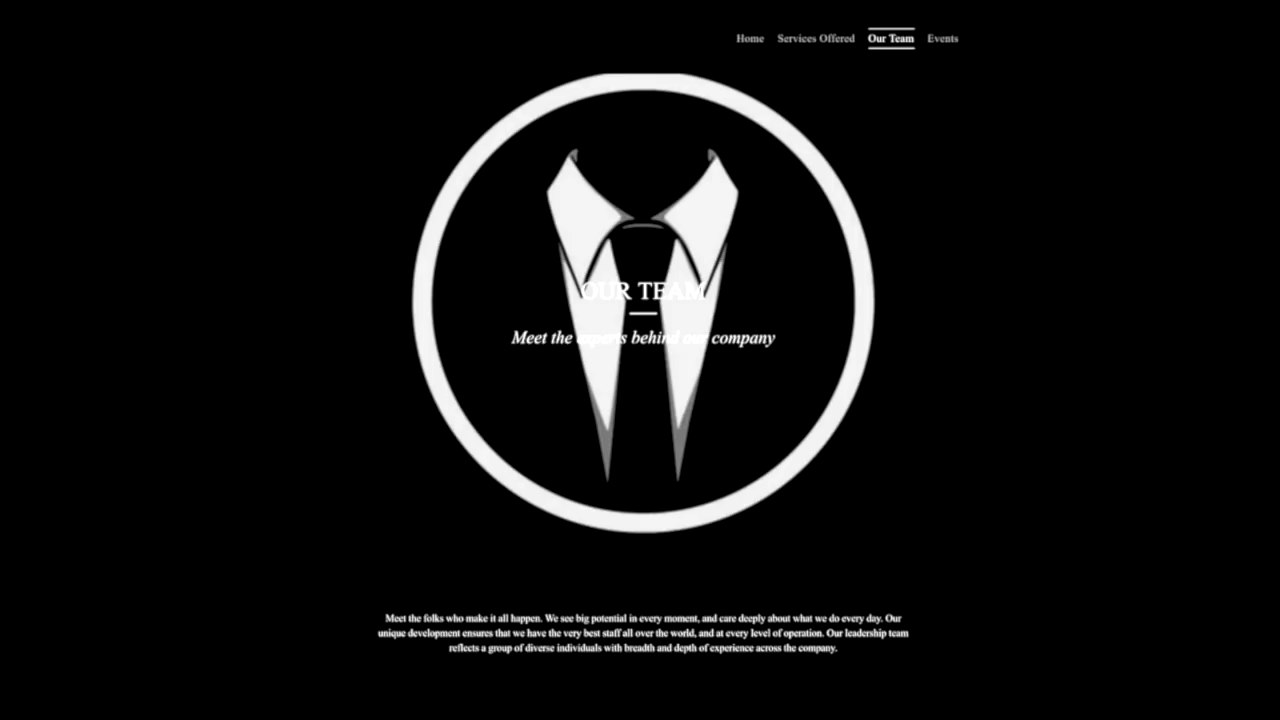 Home Services Offered Our Team Events
OUR TEAM
Meet the experts behind our company
Meet the folks who make it all happen. We see big potential in every moment, and care deeply about what we do every day. Our
unique development ensures that we have the very best staff all over the world, and at every level of operation. Our leadership team
reflects a group of diverse individuals with breadth and depth of experience across the company.